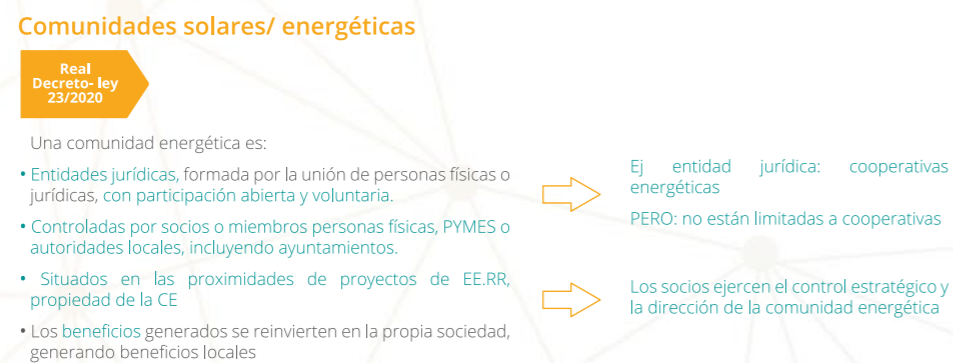 Comunidades solares/ energéticas
Real
Decreto- ley
23/2020
Una comunidad energética es:
• Entidades jurídicas, formada por la unión de personas físicas o
jurídicas, con participación abierta y voluntaria.
• Controladas por socios o miembros personas físicas, PYMES o
autoridades locales, incluyendo ayuntamientos.
• Situados en las proximidades de proyectos de EE.RR,
propiedad de la CE
• Los beneficios generados se reinvierten en la propia sociedad,
generando beneficios locales
Ej entidad jurídica: cooperativas
energéticas
PERO: no están limitadas a cooperativas
Los socios ejercen el control estratégico y
la dirección de la comunidad energética